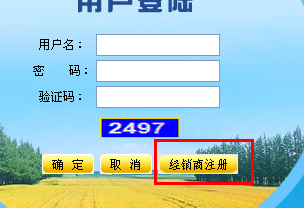 用户登陆
用户名：
密 码：
验证码：
2497
确 定 取 消 经销商注册